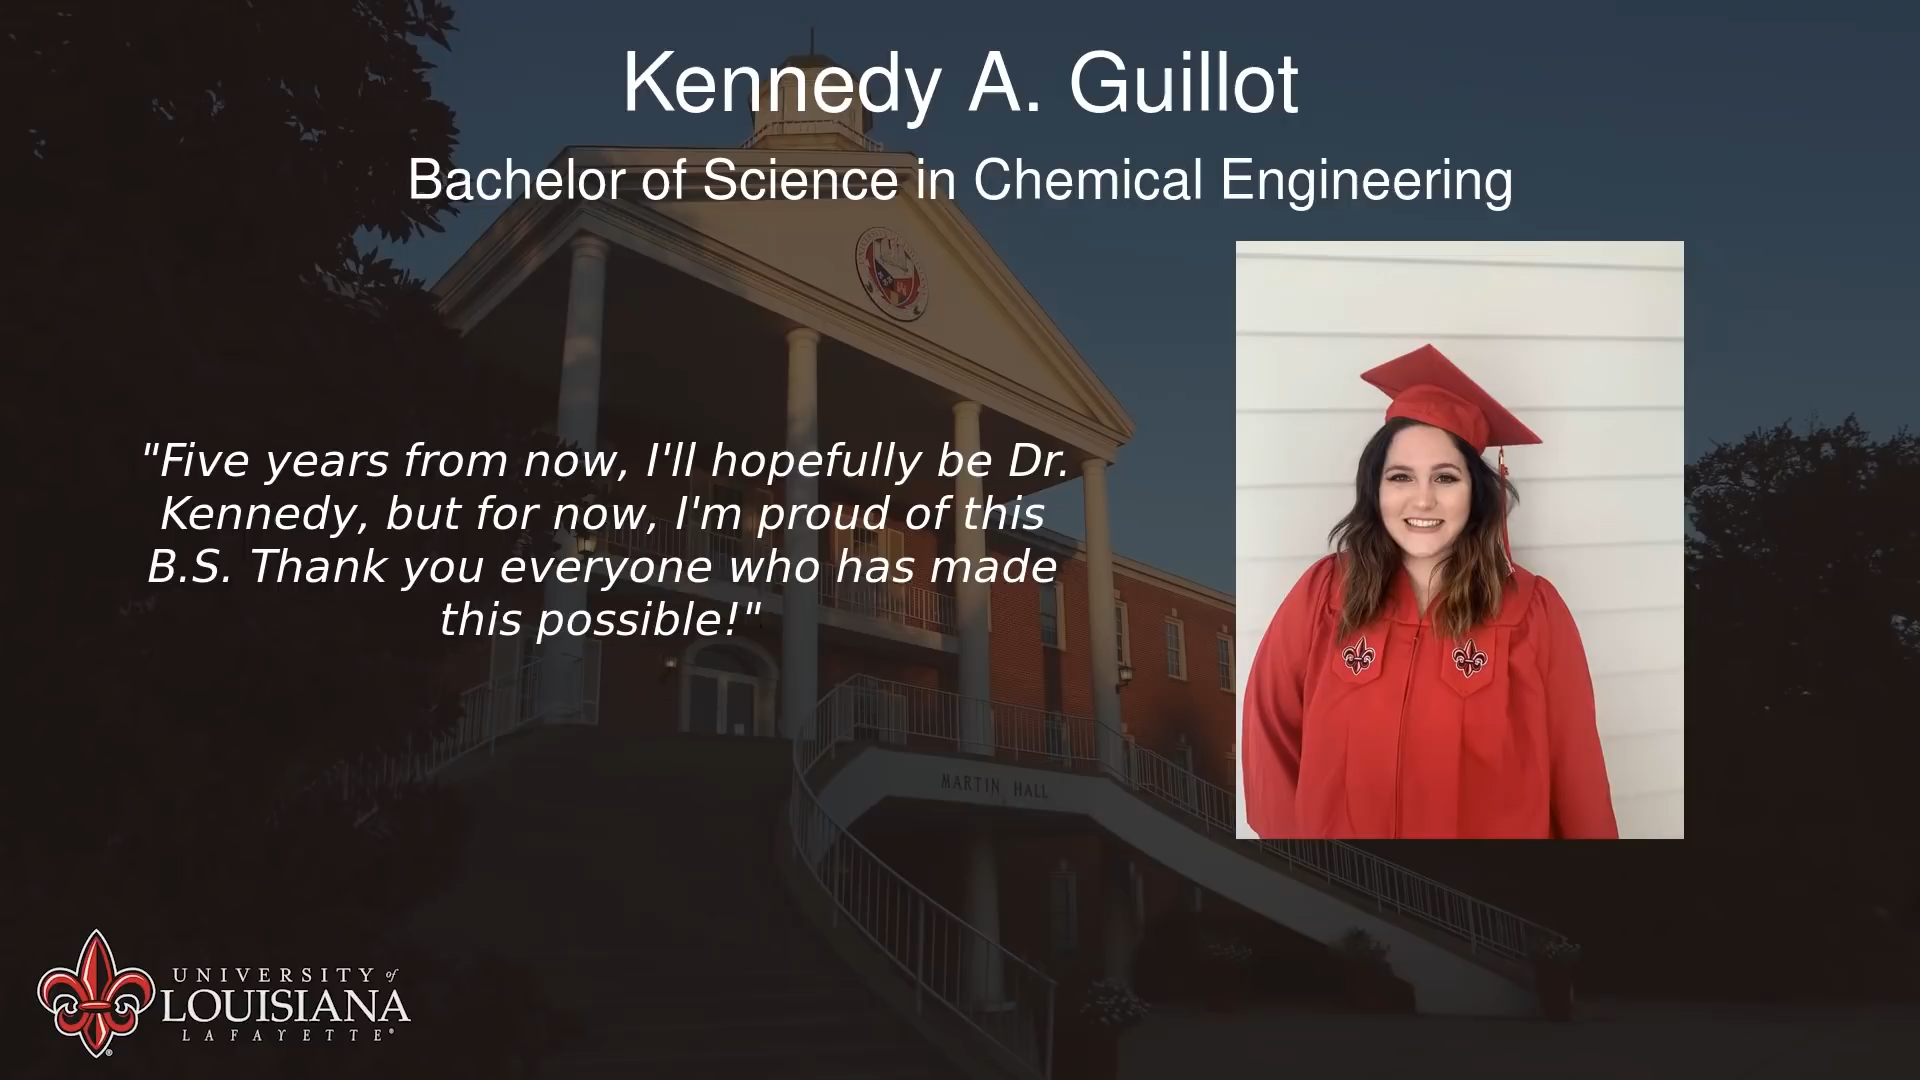 Kennedy A. Guillot
Bachelor of Science in Chemical Engineering
"Five years from now, I'll hopefully be Dr.
Kennedy, but for now, I'm proud of this
B.S. Thank you everyone who has made
this possible!"
MARTIN HALL
UNIVERSITY of
LOUISIANA
LAFAYETTE®